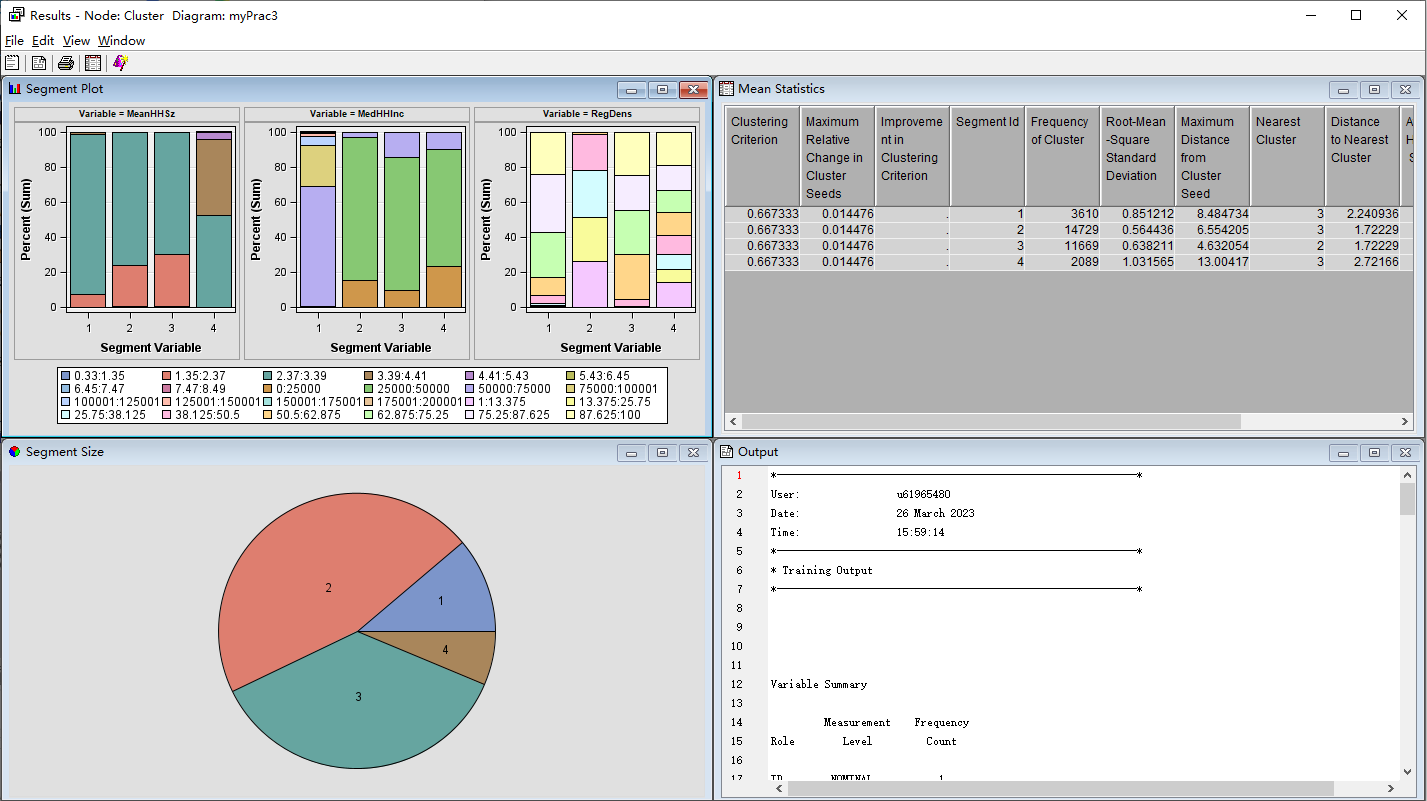 Results - Node: Cluster Diagram: myPrac3
File Edit View Window
Segment Plot
Variable = MeanHHSz
Variable = MedHHInc
Variable = RegDens
Percent (Sum)
100
80
60
40
20
0
1 2 3 4
Segment Variable
Percent (Sum)
100
80
60
40
20
0
1 2 3 4
Segment Variable
Percent (Sum)
100
80
60
40
20
0
1 2 3 4
Segment Variable
0.33:1.35 1.35:2.37 2.37:3.39 3.39:4.41 4.41:5.43 5.43:6.45
6.45:7.47 7.47:8.49 0:25000 25000:50000 50000:75000 75000:100001
100001:125001 125001:150001 150001:175001 175001:200001 1:13.375 13.375:25.75
25.75:38.125 38.125:50.5 50.5:62.875 62.875:75.25 75.25:87.625 87.625:100
Mean Statistics
Clustering Criterion
Maximum Relative Change in Cluster Seeds
Improveme nt in Clustering Criterion
Segment Id
Frequency of Cluster
Root-Mean -Square Standard Deviation
Maximum Distance from Cluster Seed
Nearest Cluster
Distance to Nearest Cluster
A
H
S
0.667333 0.014476 . 1 3610 0.851212 8.484734 3 2.240936
0.667333 0.014476 . 2 14729 0.564436 6.554205 3 1.72229
0.667333 0.014476 . 3 11669 0.638211 4.632054 2 1.72229
0.667333 0.014476 . 4 2089 1.031565 13.00417 3 2.72166
Segment Size
1
2
3
4
Output
1 *------------------------------------------------------------*
2 User: u61965480
3 Date: 26 March 2023
4 Time: 15:59:14
5 *------------------------------------------------------------*
6 * Training Output
7 *------------------------------------------------------------*
8
9
10
11
12 Variable Summary
13
14 Measurement Frequency
15 Role Level Count
16
17 ID NOMINAL 1